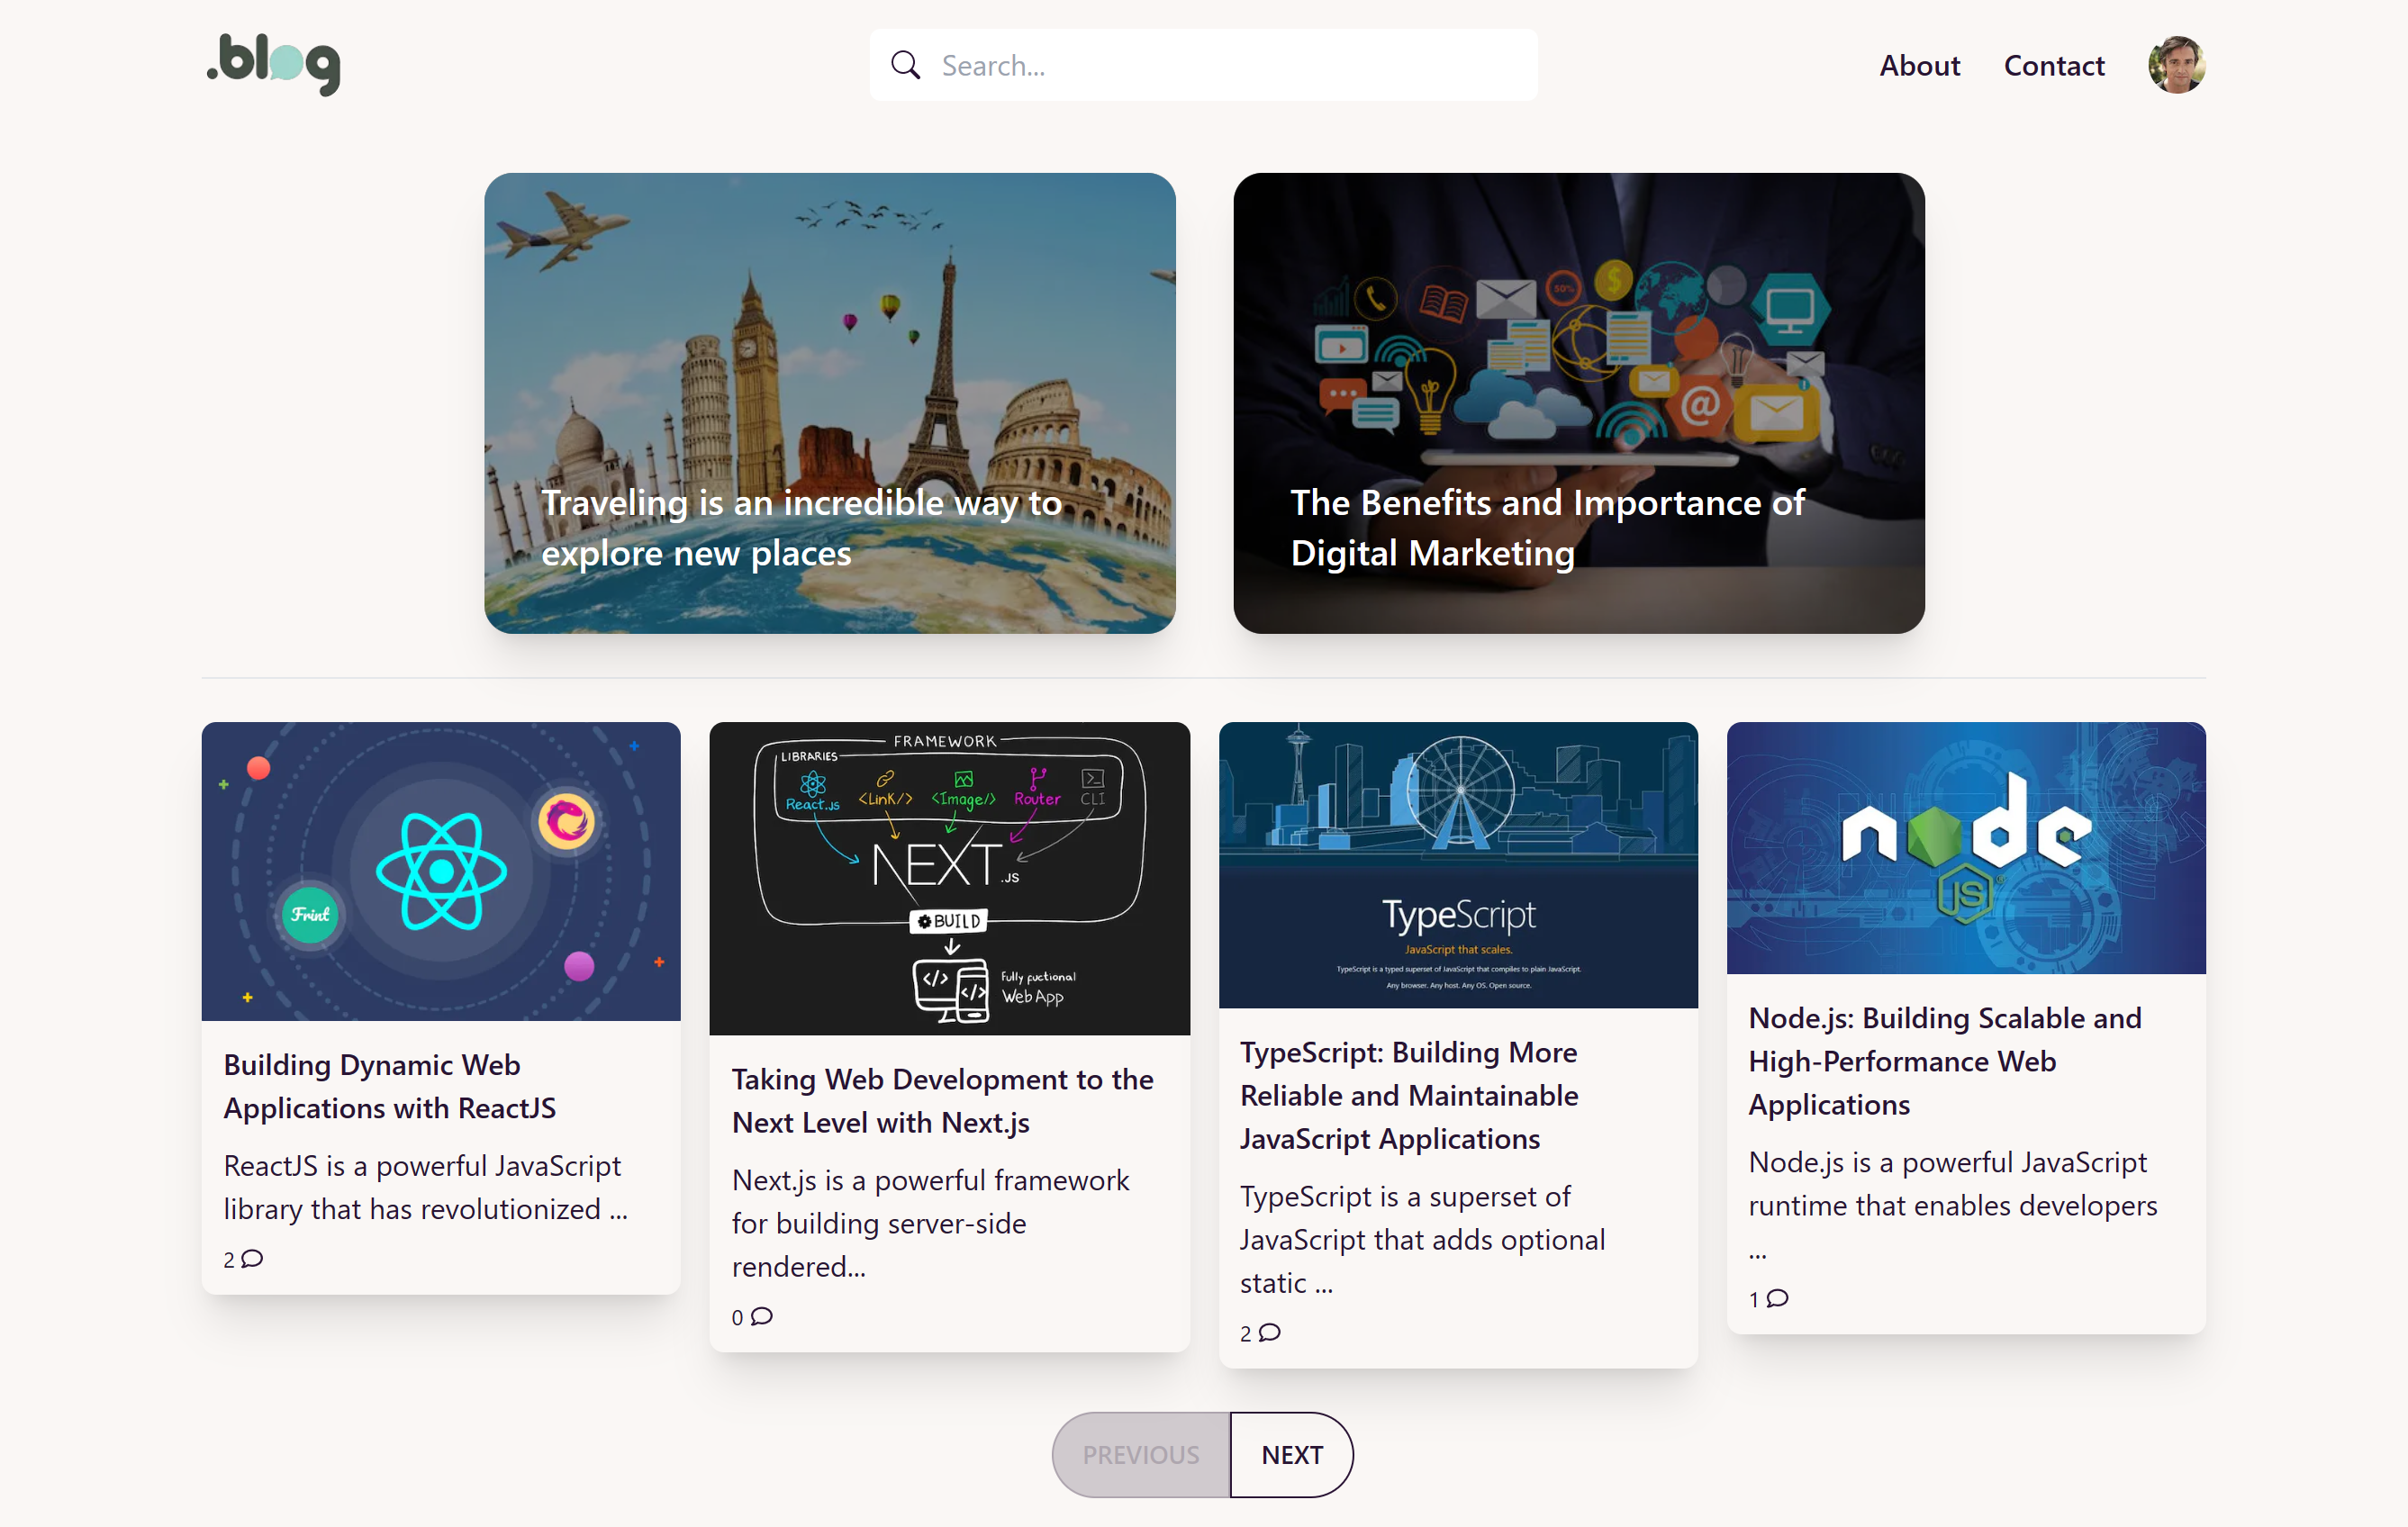 .blog
Search...
About
Contact
Traveling is an incredible way to
explore new places
50%
$
@
The Benefits and Importance of
Digital Marketing
Frint
FRAMEWORK
LIBRARIES
React.js
<Link/>
<Image/>
Router
CLI
NEXT.JS
BUILD
</>
</>
Fully fuctional
Web App
TypeScript
JavaScript that scales.
TypeScript is a typed superset of JavaScript that compiles to plain JavaScript.
Any browser. Any host. Any OS. Open source.
node
JS
Building Dynamic Web
Applications with ReactJS
ReactJS is a powerful JavaScript
library that has revolutionized ...
2
Taking Web Development to the
Next Level with Next.js
Next.js is a powerful framework
for building server-side
rendered...
0
TypeScript: Building More
Reliable and Maintainable
JavaScript Applications
TypeScript is a superset of
JavaScript that adds optional
static ...
2
Node.js: Building Scalable and
High-Performance Web
Applications
Node.js is a powerful JavaScript
runtime that enables developers
...
1
PREVIOUS
NEXT